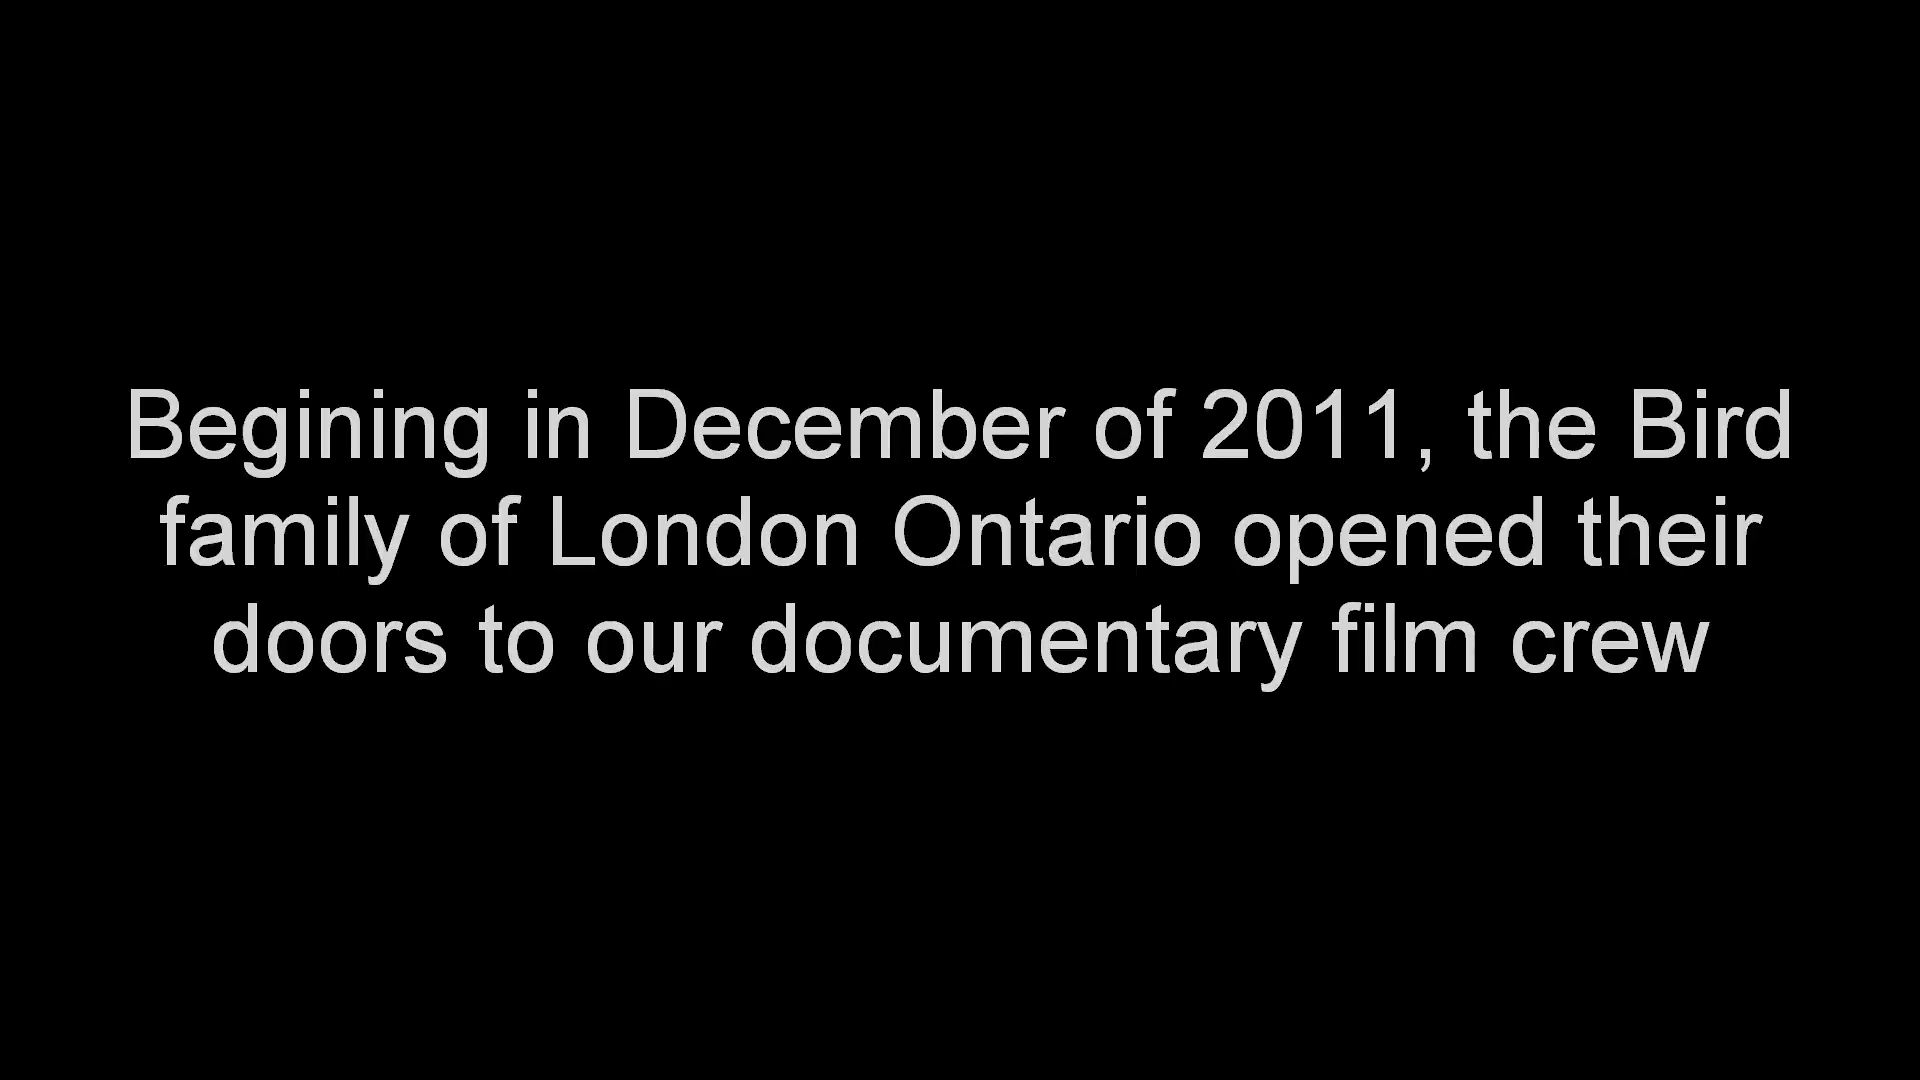 Begining in December of 2011, the Bird
family of London Ontario opened their
doors to our documentary film crew